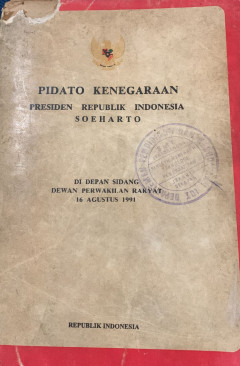 PIDATO KENEGARAAN
PRESIDEN REPUBLIK INDONESIA
SOEHARTO
DI DEPAN SIDANG
DEWAN PERWAKILAN RAKYAT
16 AGUSTUS 1991
REPUBLIK INDONESIA